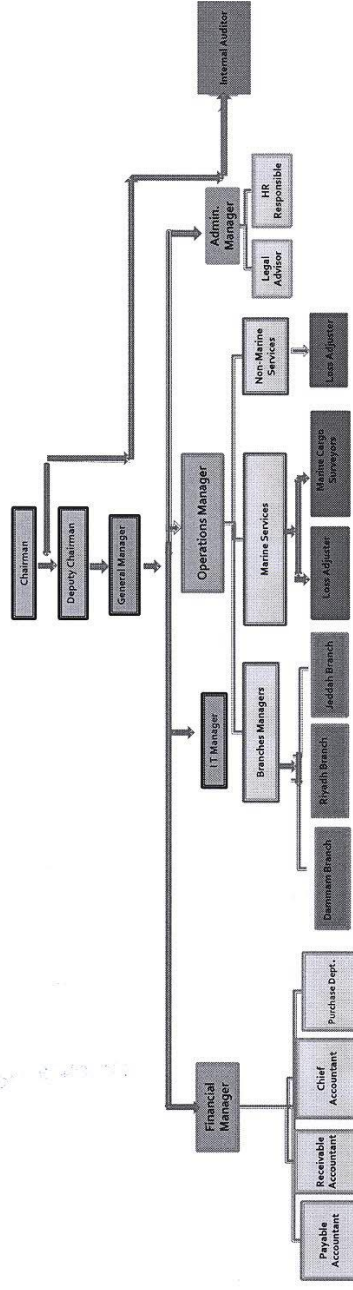 Chairman
Deputy Chairman
General Manager
Internal Auditor
Financial
Manager
I T Manager
Operations Manager
Admin.
Manager
Branches Managers
Marine Services
Non-Marine
Services
Legal
Advisor
HR
Responsible
Payable
Accountant
Receivable
Accountant
Chief
Accountant
Purchase Dept.
Dammam Branch
Riyadh Branch
Jeddah Branch
Loss Adjuster
Marine Cargo
Surveyors
Loss Adjuster